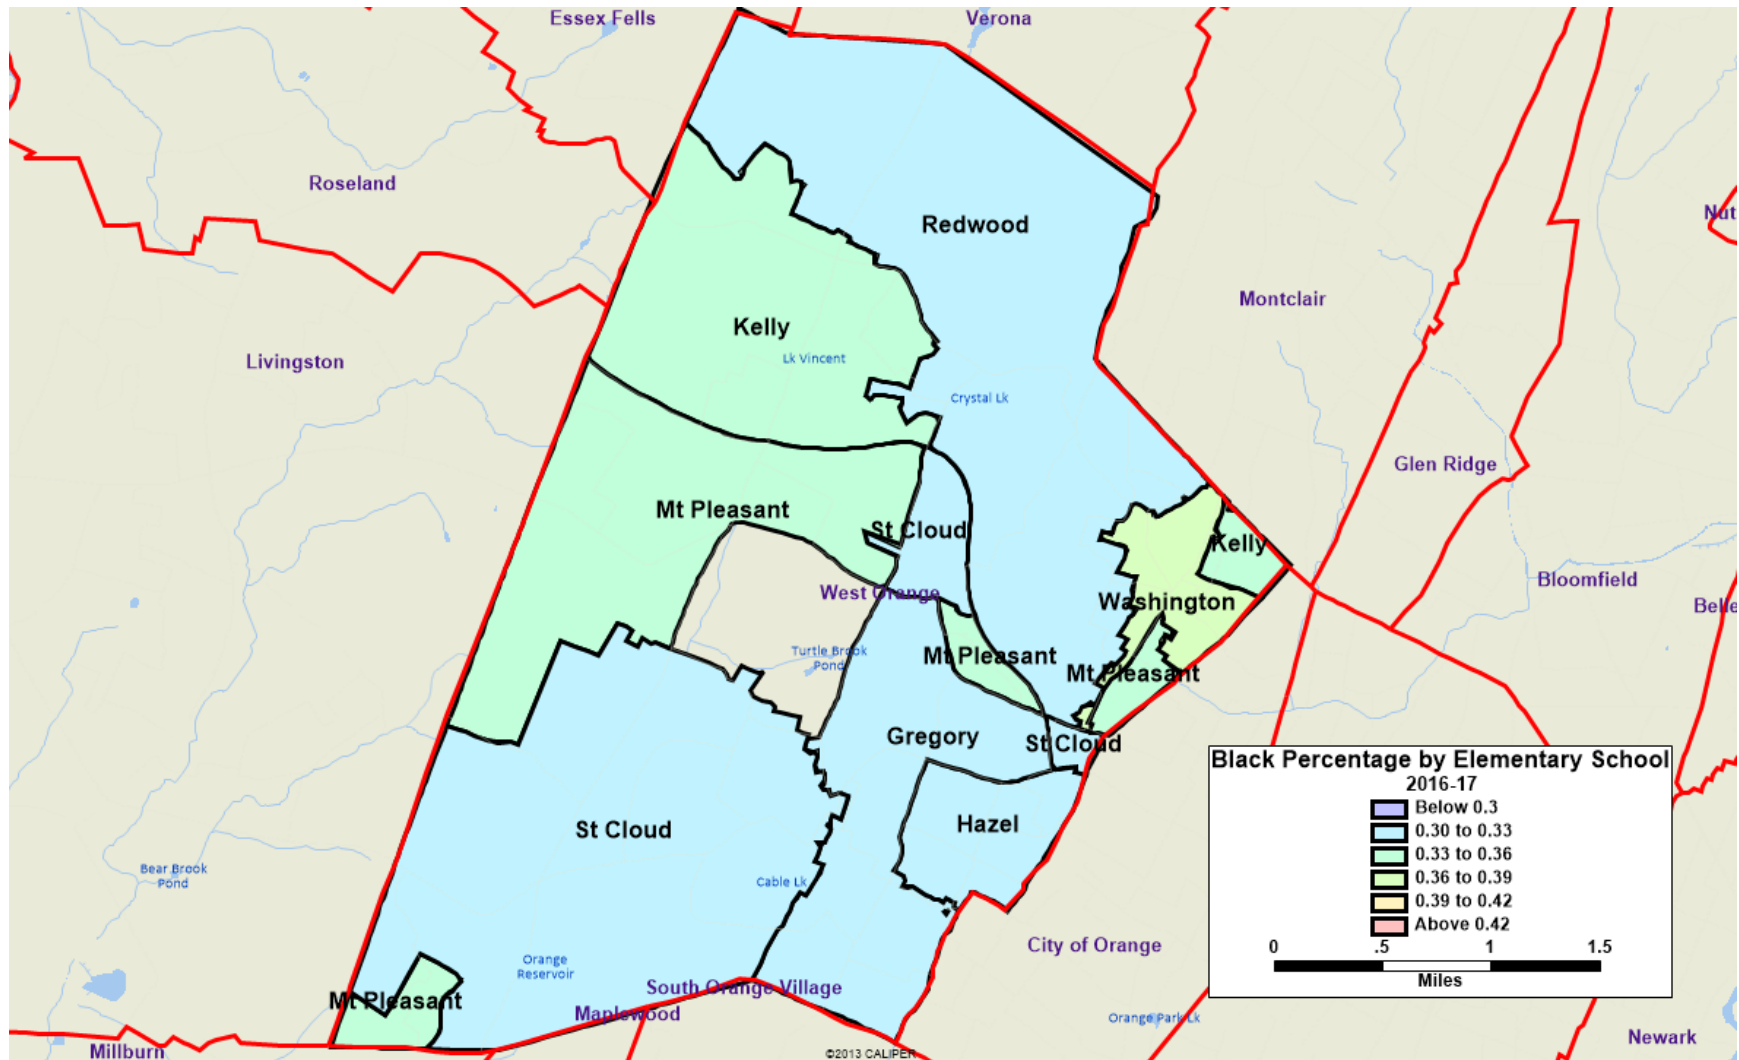 Essex Fells
Verona
Roseland
Nut
Redwood
Montclair
Kelly
Lk Vincent
Livingston
Crystal Lk
Glen Ridge
Mt Pleasant
St Cloud
Kelly
Bloomfield
West Orange
Washington
Belle
Turtle Brook
Pond
Mt Pleasant
Mt Pleasant
Gregory
St Cloud
Black Percentage by Elementary School
2016-17
Below 0.3
0.30 to 0.33
0.33 to 0.36
0.36 to 0.39
0.39 to 0.42
Above 0.42
0 .5 1 1.5
Miles
St Cloud
Hazel
Bear Brook
Pond
Cable Lk
City of Orange
Orange
Reservoir
South Orange Village
Mt Pleasant
Maplewood
Orange Park Lk
Newark
Millburn
©2013 CALIPER